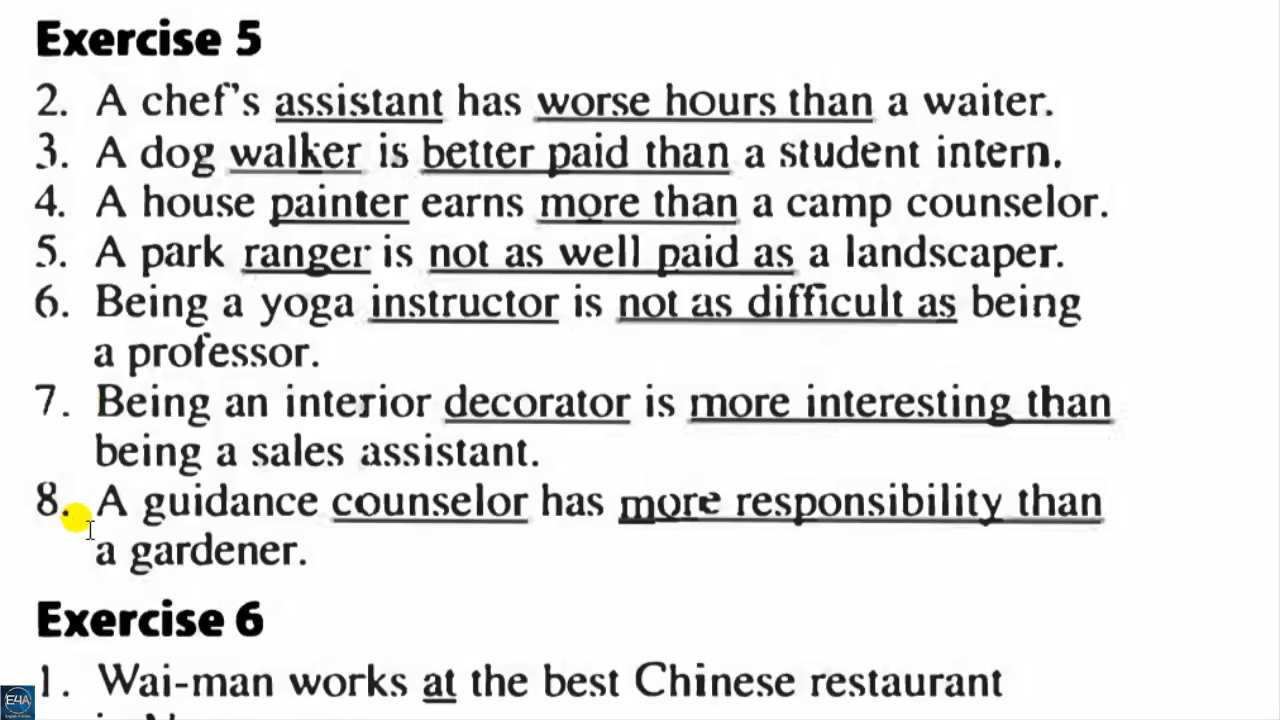 Exercise 5
2. A chef's assistant has worse hours than a waiter.
3. A dog walker is better paid than a student intern.
4. A house painter earns more than a camp counselor.
5. A park ranger is not as well paid as a landscaper.
6. Being a yoga instructor is not as difficult as being
a professor.
7. Being an interior decorator is more interesting than
being a sales assistant.
8. A guidance counselor has more responsibility than
a gardener.
Exercise 6
1. Wai-man works at the best Chinese restaurant
E4A